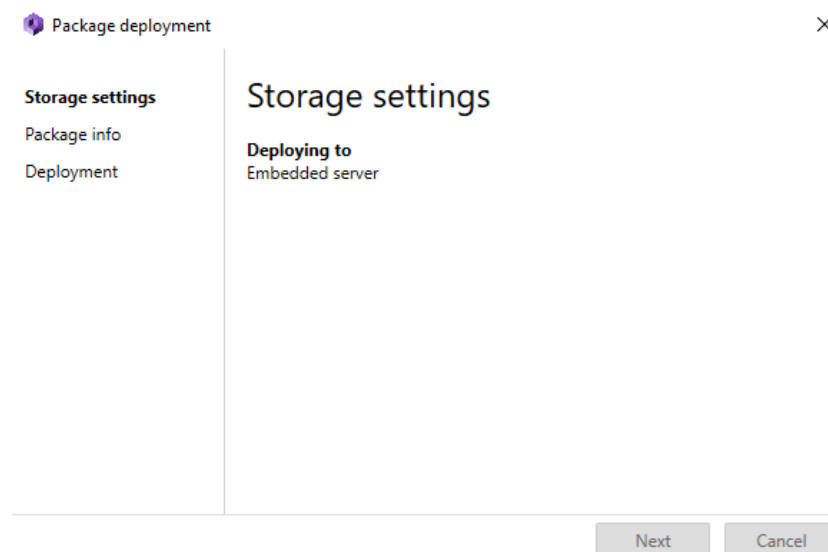 Package deployment
Storage settings
Package info
Deployment
Storage settings
Deploying to
Embedded server
Next
Cancel